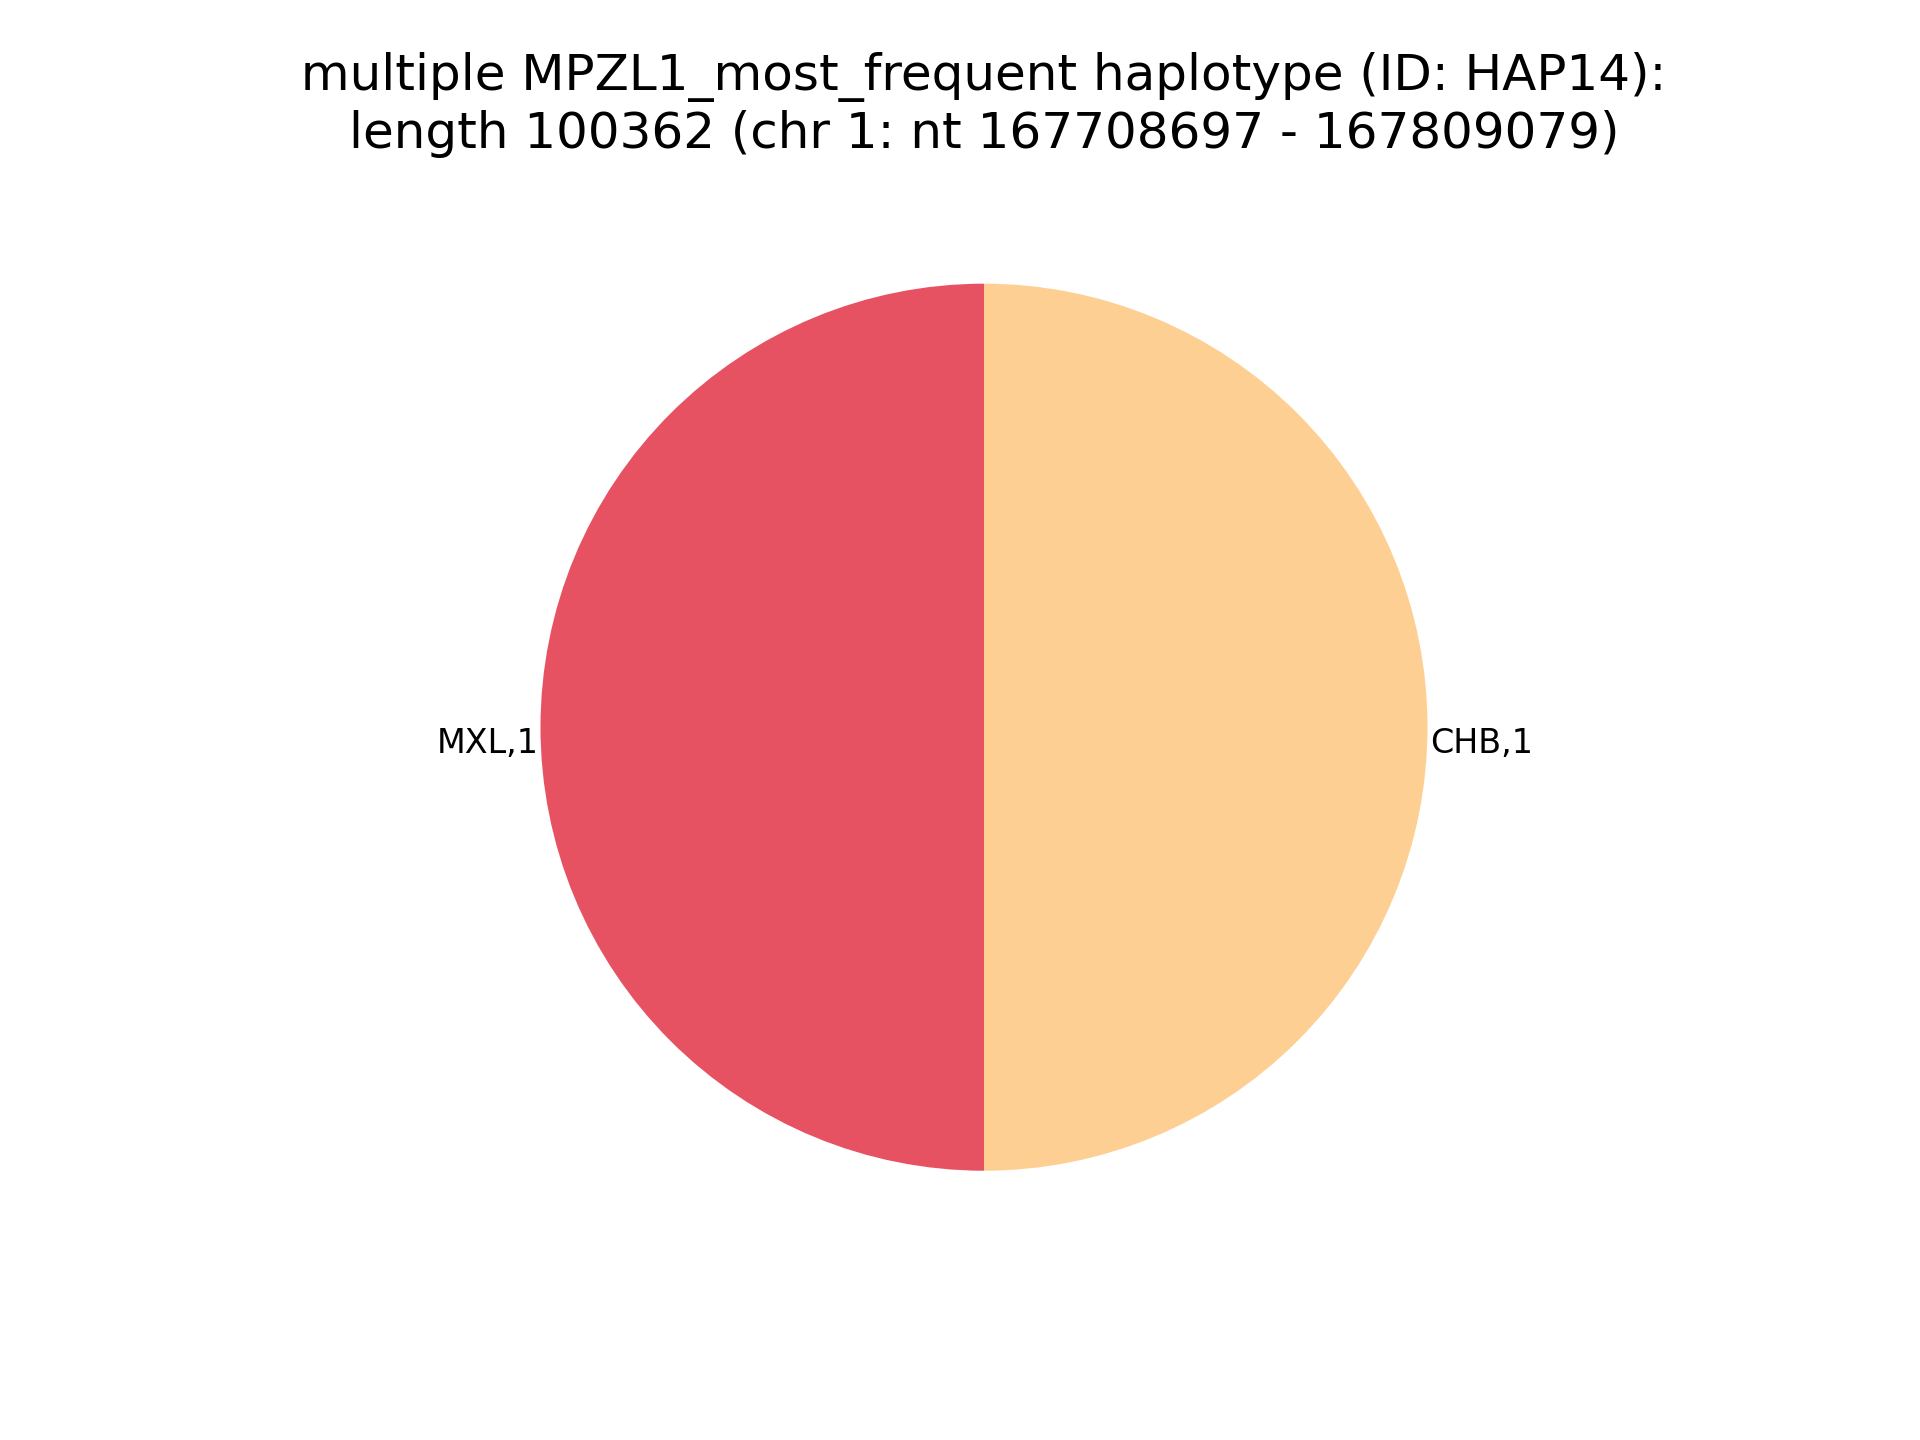 multiple MPZL1_most_frequent haplotype (ID: HAP14):
length 100362 (chr 1: nt 167708697 - 167809079)
MXL,1
CHB,1